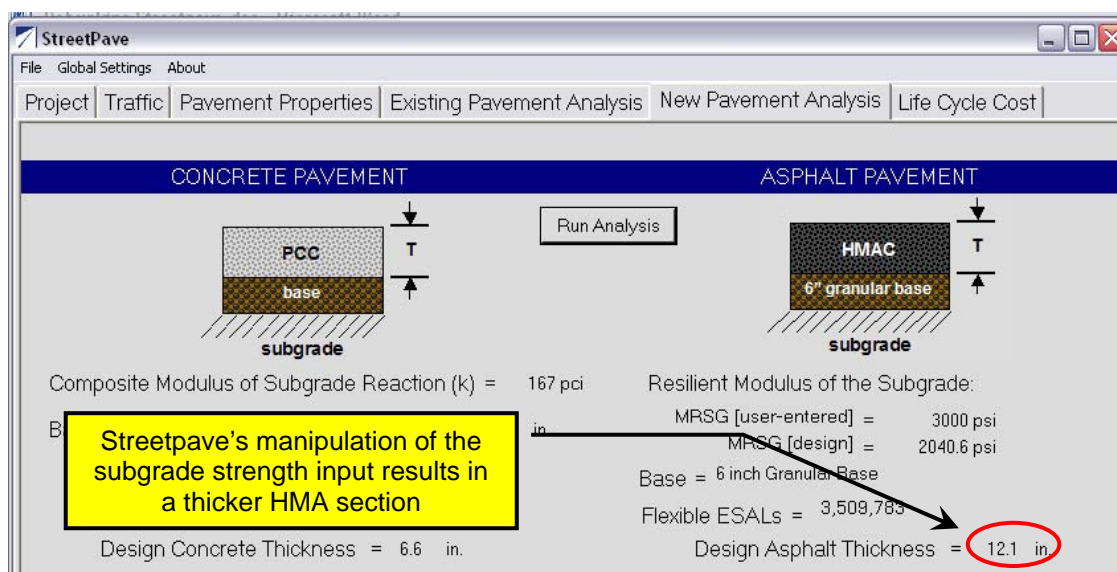 StreetPave
File Global Settings About
Project Traffic Pavement Properties Existing Pavement Analysis New Pavement Analysis Life Cycle Cost
CONCRETE PAVEMENT
ASPHALT PAVEMENT
Run Analysis
PCC
T
base
subgrade
HMAC
T
6" granular base
subgrade
Composite Modulus of Subgrade Reaction (k) = 167 pci
Resilient Modulus of the Subgrade:
MRSG [user-entered] = 3000 psi
MRSG [design] = 2040.6 psi
Streetpave's manipulation of the
subgrade strength input results in
a thicker HMA section
in.
Base = 6 inch Granular Base
Flexible ESALs = 3,509,783
Design Concrete Thickness = 6.6 in.
Design Asphalt Thickness = 12.1 in.